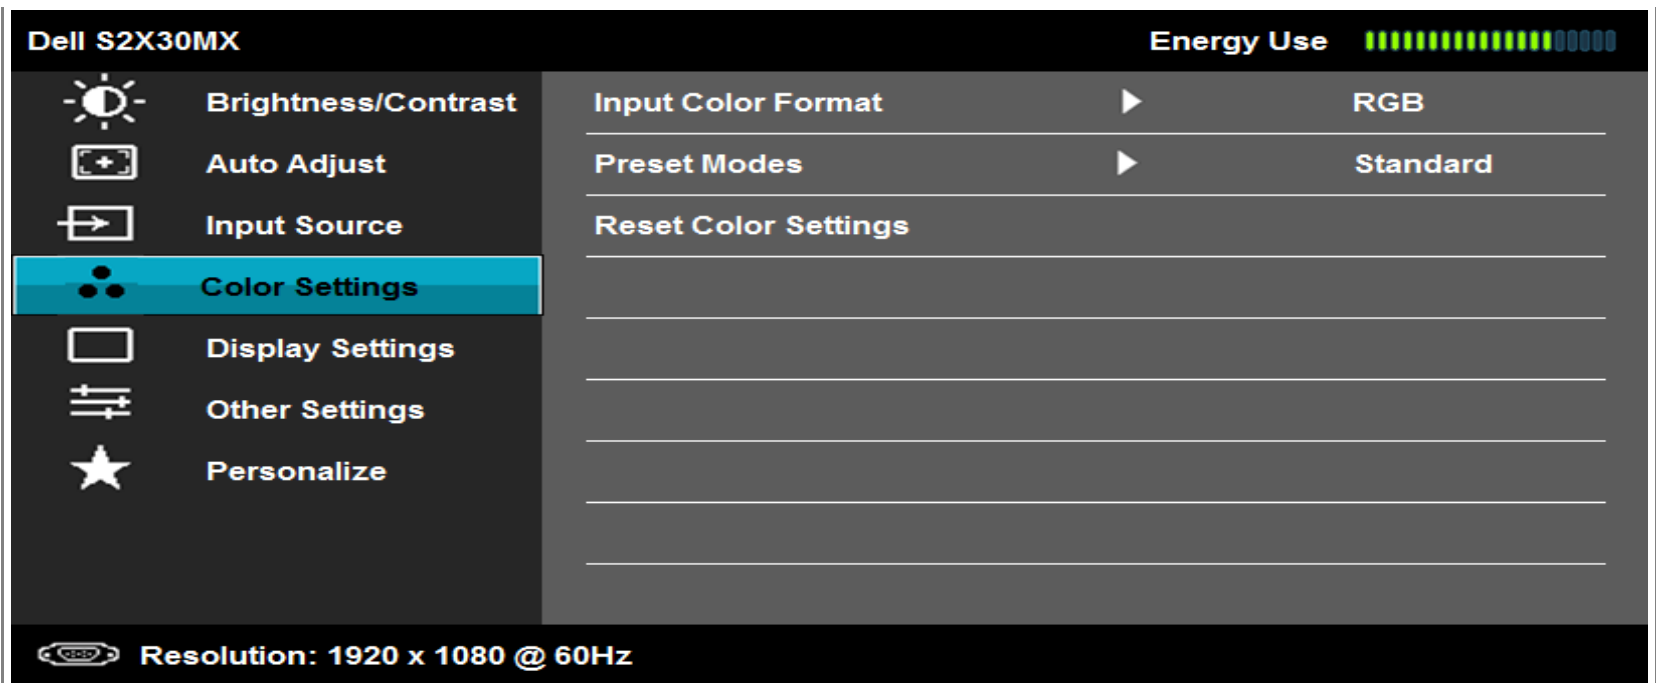 Dell S2X30MX Energy Use
Brightness/Contrast Input Color Format RGB
Auto Adjust Preset Modes Standard
Input Source Reset Color Settings
Color Settings
Display Settings
Other Settings
Personalize
Resolution: 1920 x 1080 @ 60Hz